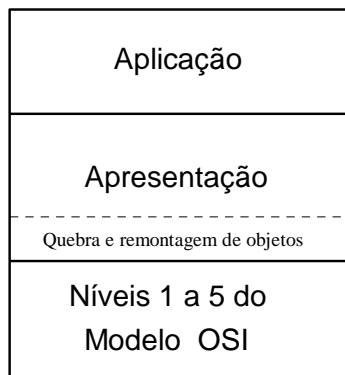 Aplicação
Apresentação
Quebra e remontagem de objetos
Níveis 1 a 5 do
Modelo OSI